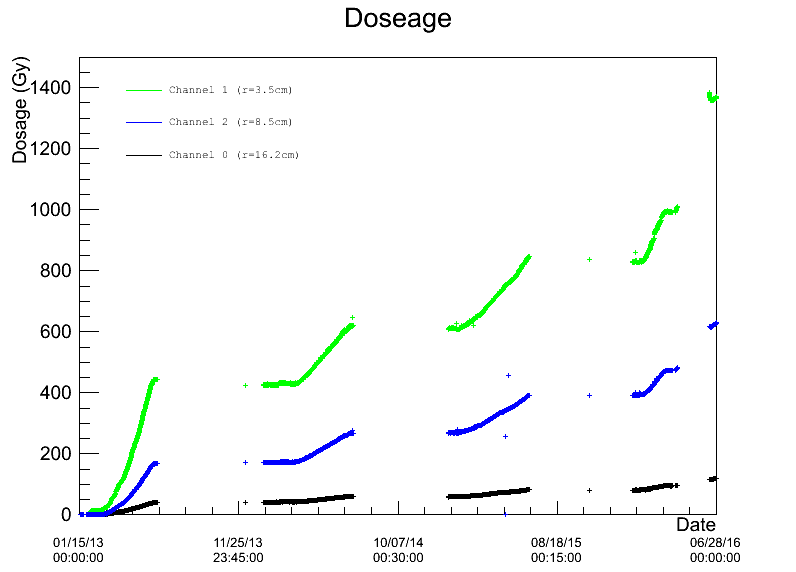 Doseage
Dosage (Gy)
1400
1200
1000
800
600
400
200
0
Channel 1 (r=3.5cm)
Channel 2 (r=8.5cm)
Channel 0 (r=16.2cm)
Date
01/15/13 11/25/13 10/07/14 08/18/15 06/28/16
00:00:00 23:45:00 00:30:00 00:15:00 00:00:00